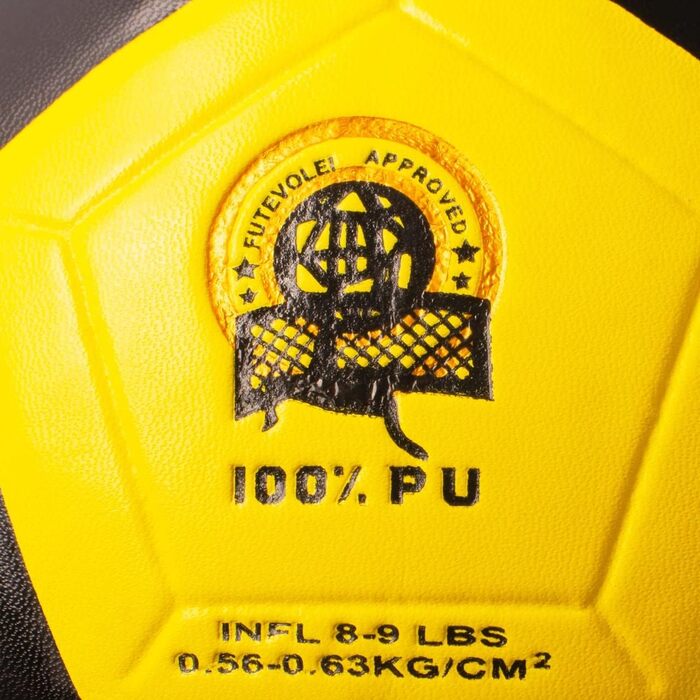 FUTEVOLEI APPROVED
100% PU
INFL 8-9 LBS
0.56-0.63KG/CM²